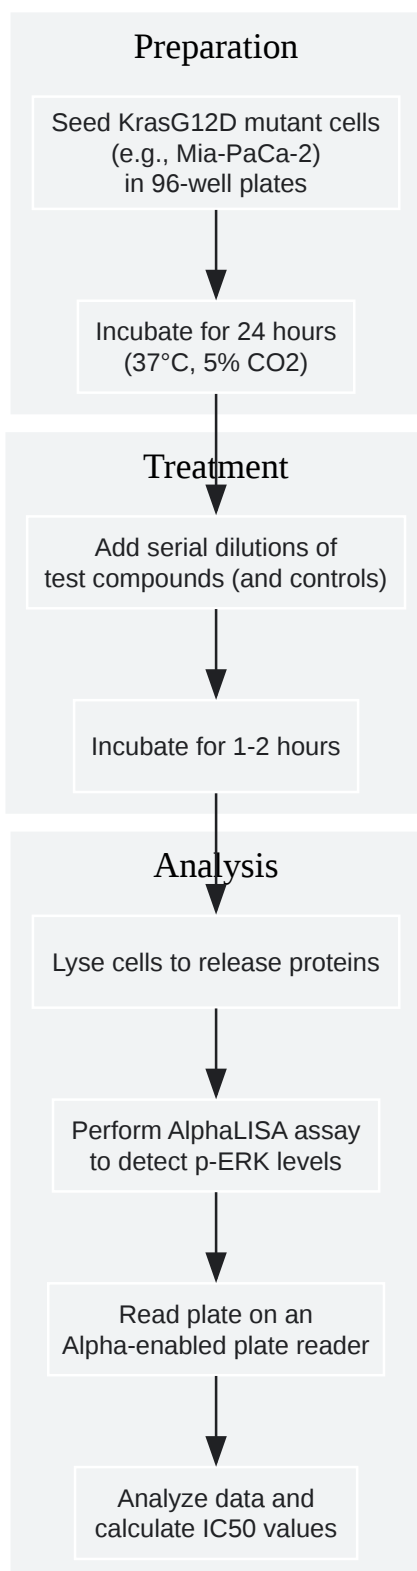 Preparation
Seed KrasG12D mutant cells
(e.g., Mia-PaCa-2)
in 96-well plates
Incubate for 24 hours
(37°C, 5% CO2)
Treatment
Add serial dilutions of
test compounds (and controls)
Incubate for 1-2 hours
Analysis
Lyse cells to release proteins
Perform AlphaLISA assay
to detect p-ERK levels
Read plate on an
Alpha-enabled plate reader
Analyze data and
calculate IC50 values